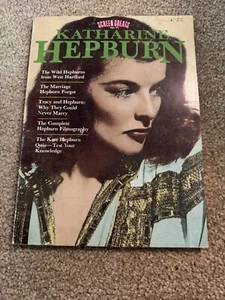 SCREEN GREATS
KATHARINE
HEPBURN
The Wild Hepburns
from West Hartford
The Marriage
Hepburn Forgot
Tracy and Hepburn:
Why They Could
Never Marry
The Complete
Hepburn Filmography
The Kate Hepburn
Quiz—Test Your
Knowledge